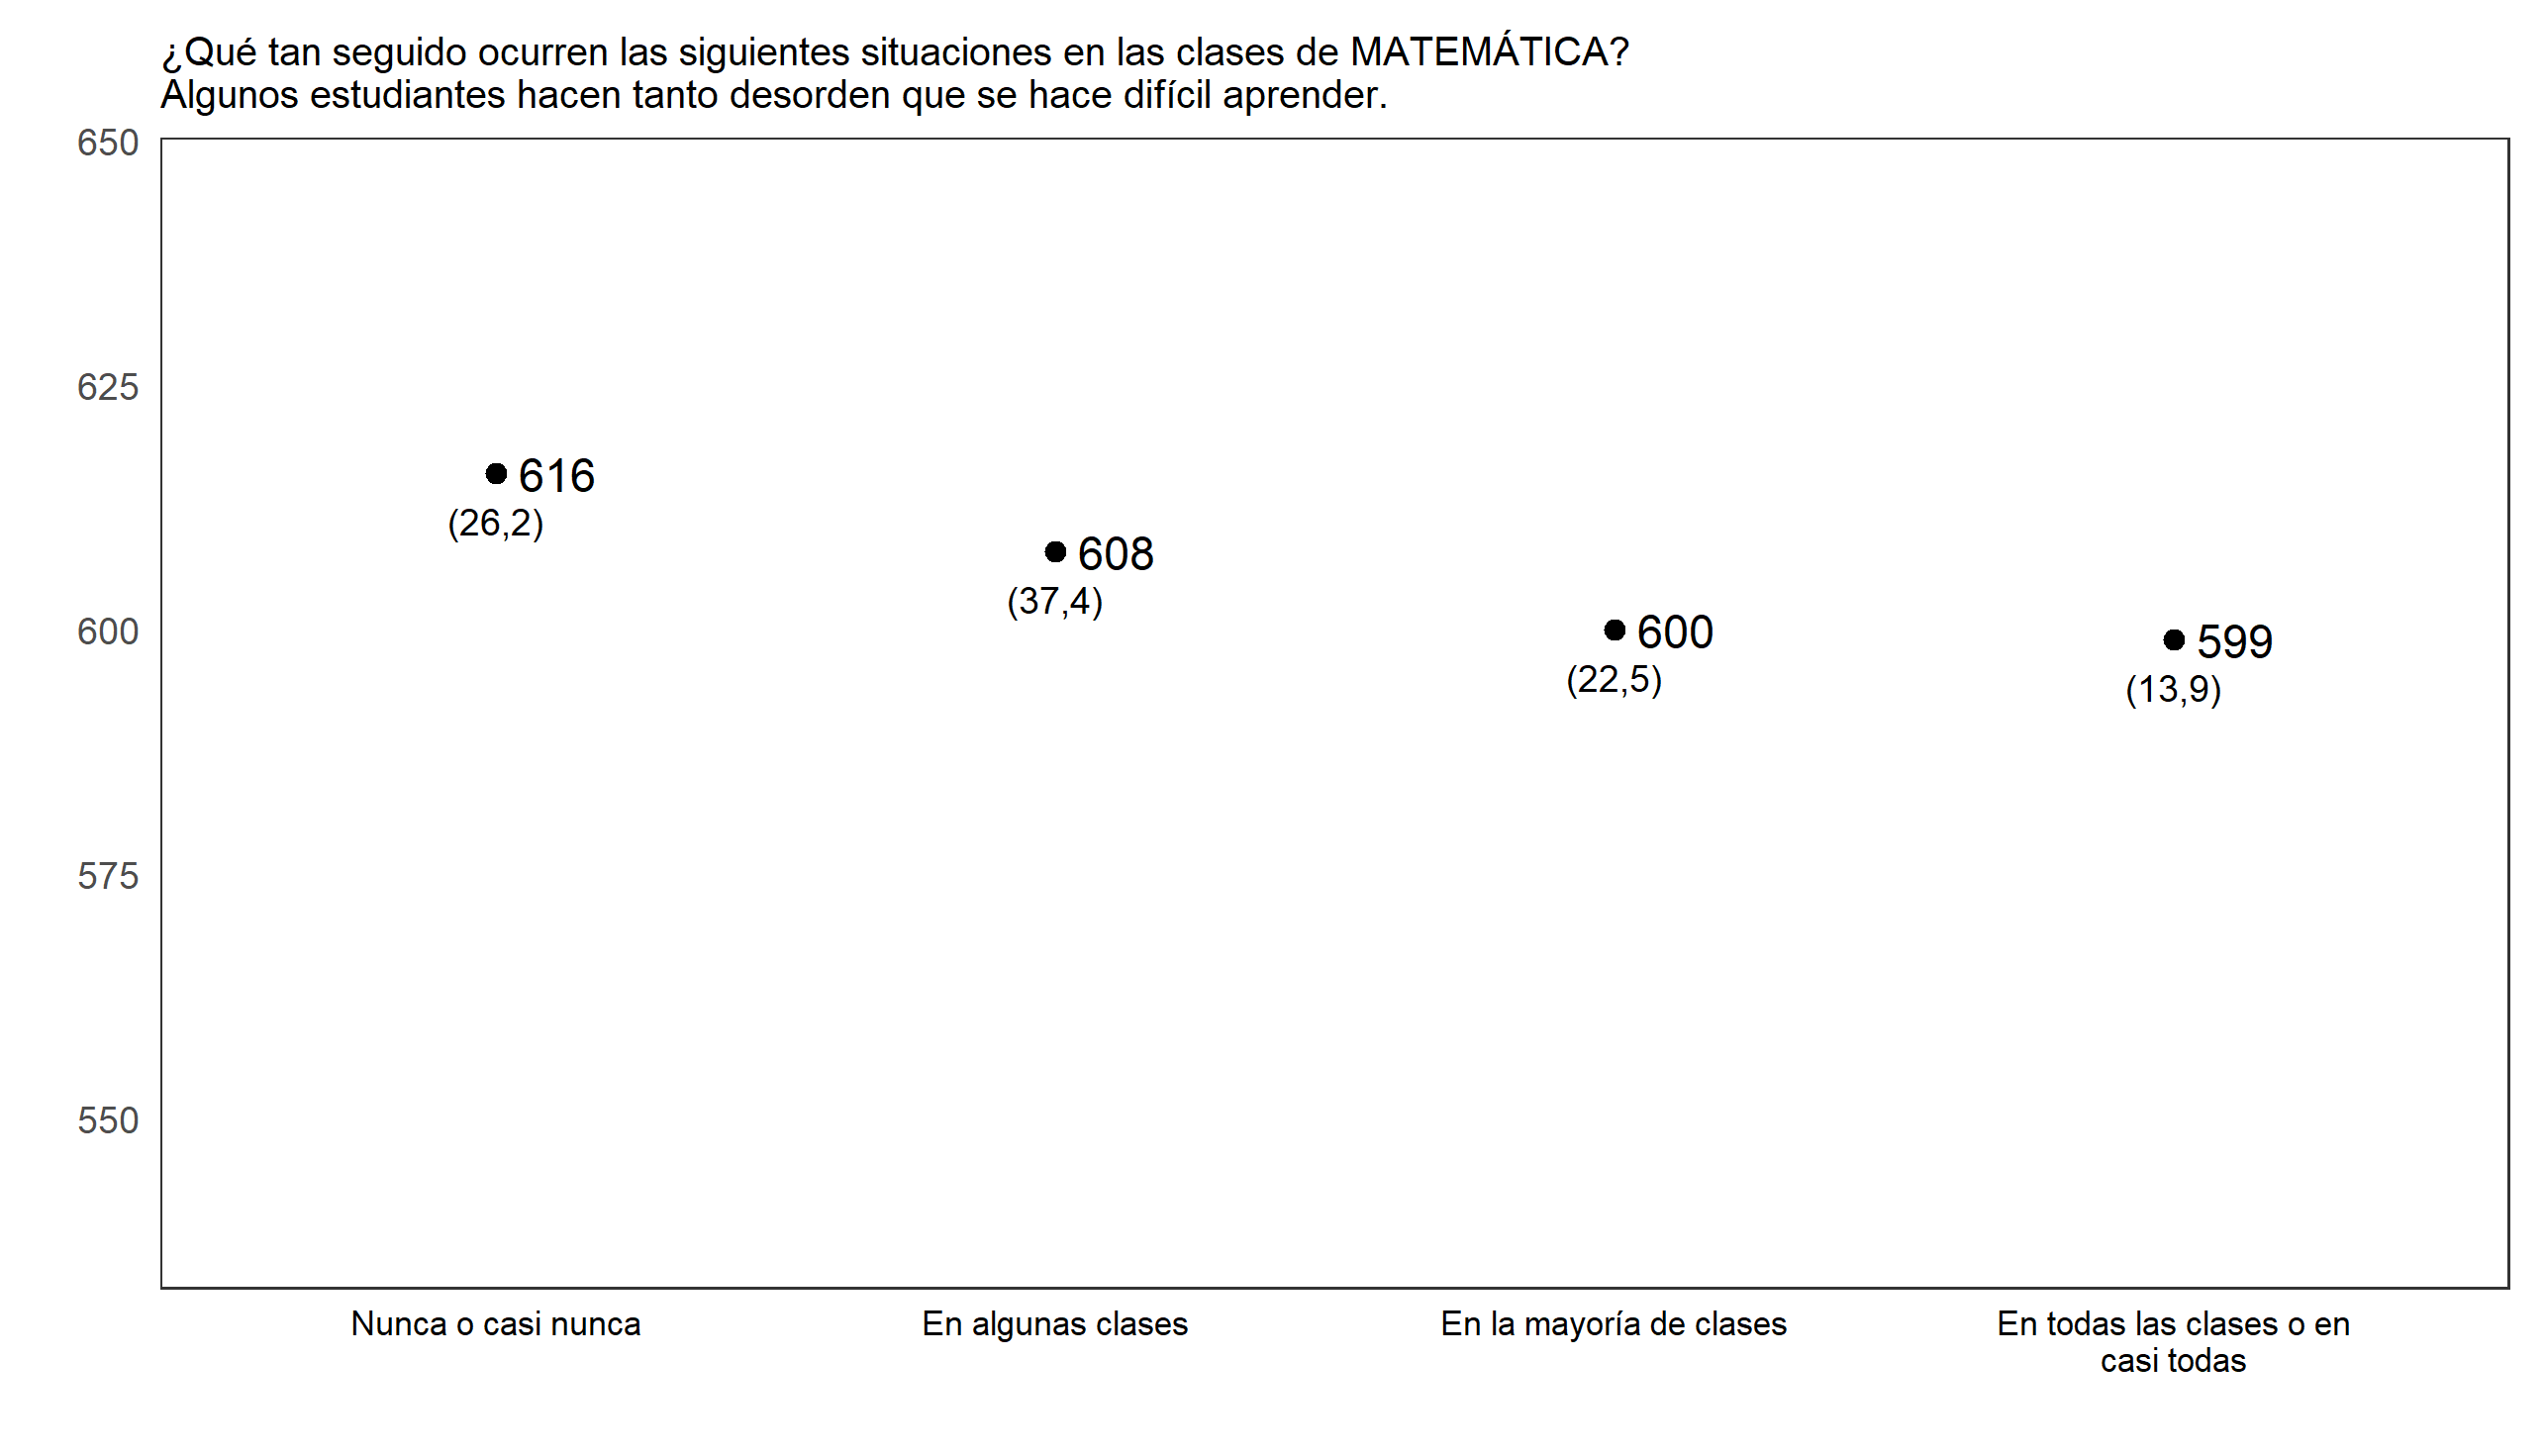 ¿Qué tan seguido ocurren las siguientes situaciones en las clases de MATEMÁTICA?
Algunos estudiantes hacen tanto desorden que se hace difícil aprender.
650
625
616
(26,2)
608
(37,4)
600
600
(22,5)
599
(13,9)
575
550
Nunca o casi nunca
En algunas clases
En la mayoría de clases
En todas las clases o en
casi todas